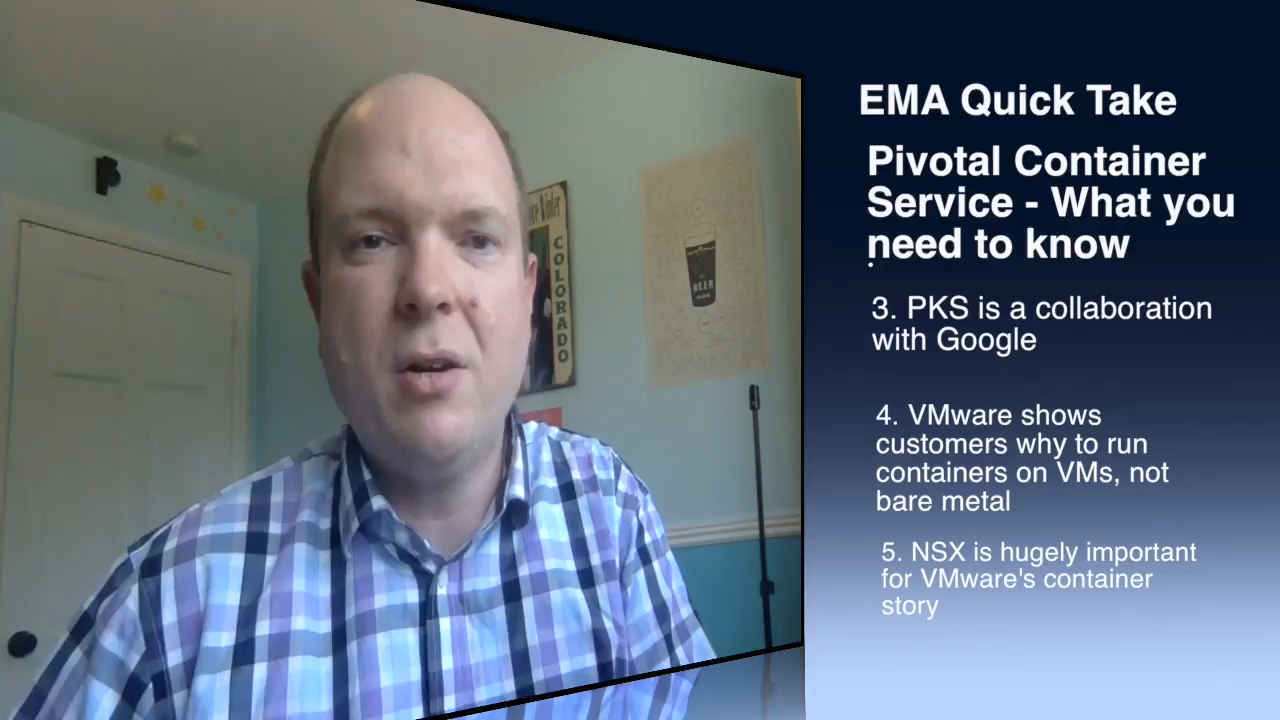 EMA Quick Take
Pivotal Container
Service - What you
need to know
3. PKS is a collaboration
with Google
4. VMware shows
customers why to run
containers on VMs, not
bare metal
5. NSX is hugely important
for VMware's container
story
COLORADO
BEER